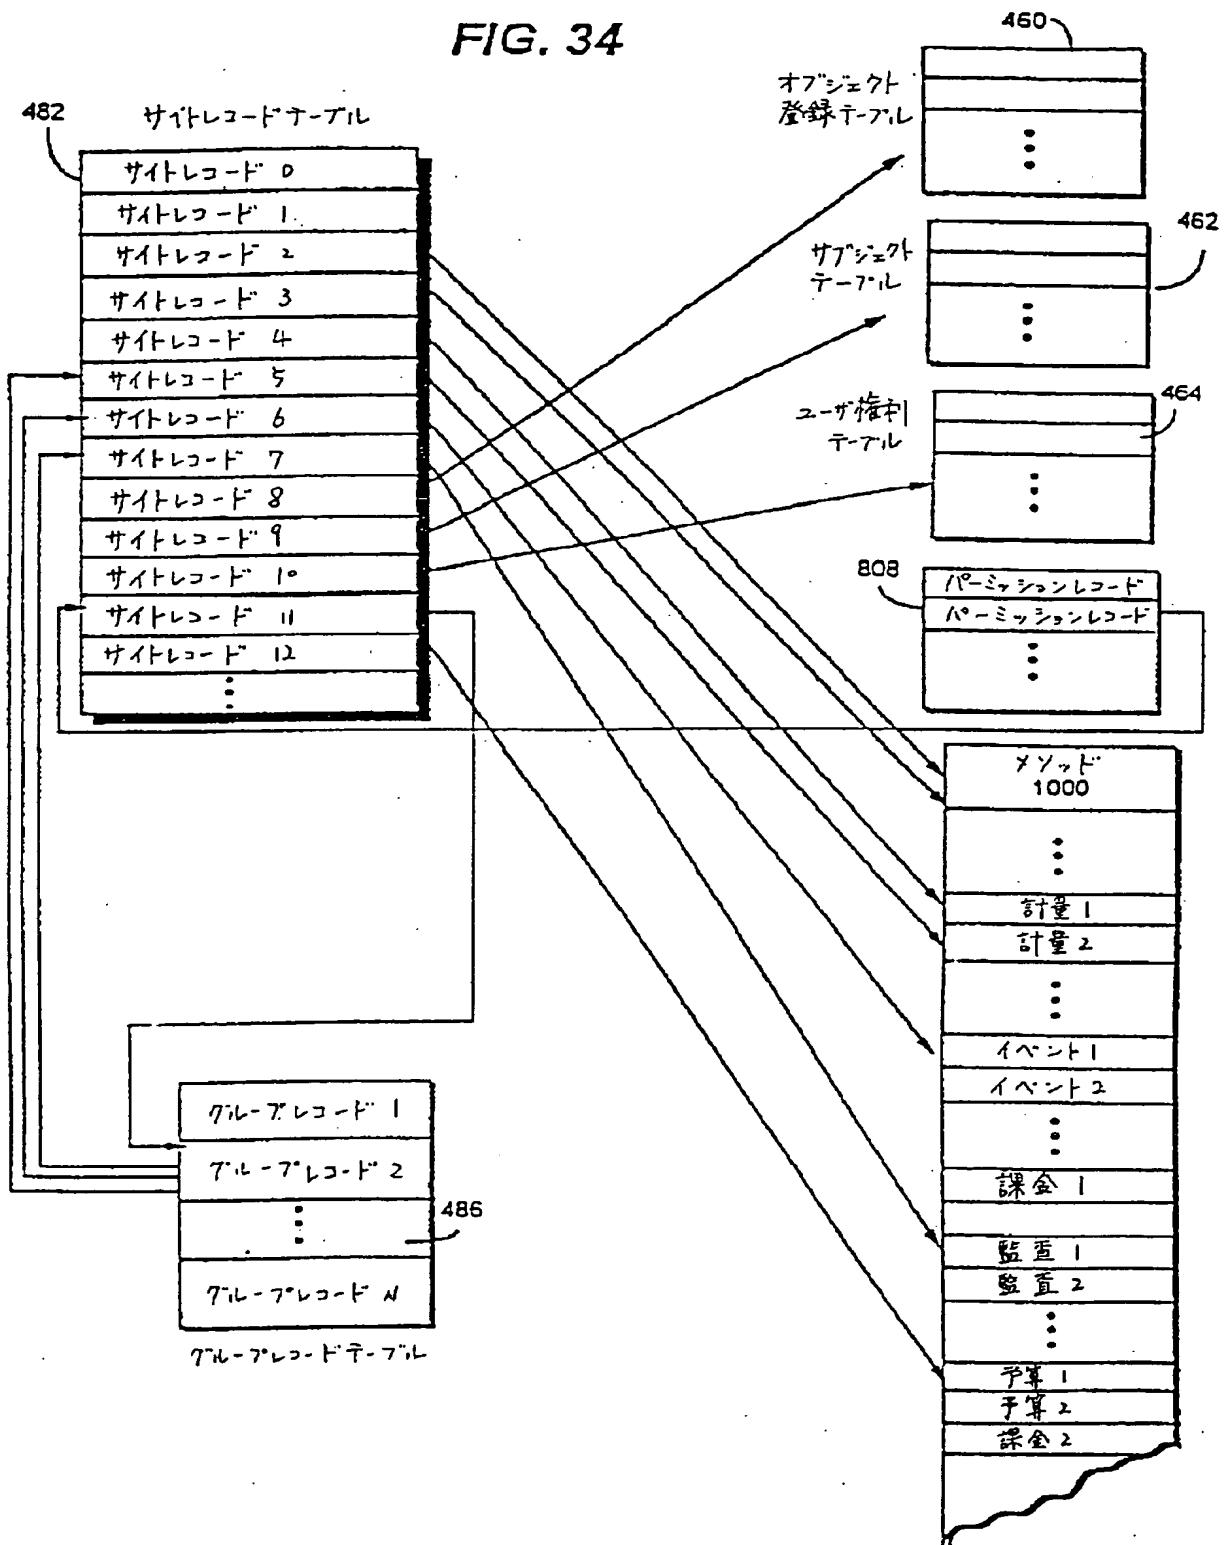 FIG. 34
482
サイトレコードテーブル
サイトレコード 0
サイトレコード 1
サイトレコード 2
サイトレコード 3
サイトレコード 4
サイトレコード 5
サイトレコード 6
サイトレコード 7
サイトレコード 8
サイトレコード 9
サイトレコード 10
サイトレコード 11
サイトレコード 12
460
オブジェクト
登録テーブル
サブジェクト
テーブル
462
ユーザ権利
テーブル
464
808
パーミッションレコード
パーミッションレコード
メソッド
1000
計量 1
計量 2
イベント 1
イベント 2
課金 1
監査 1
監査 2
予算 1
予算 2
課金 2
グループレコード 1
グループレコード 2
486
グループレコード N
グループレコードテーブル